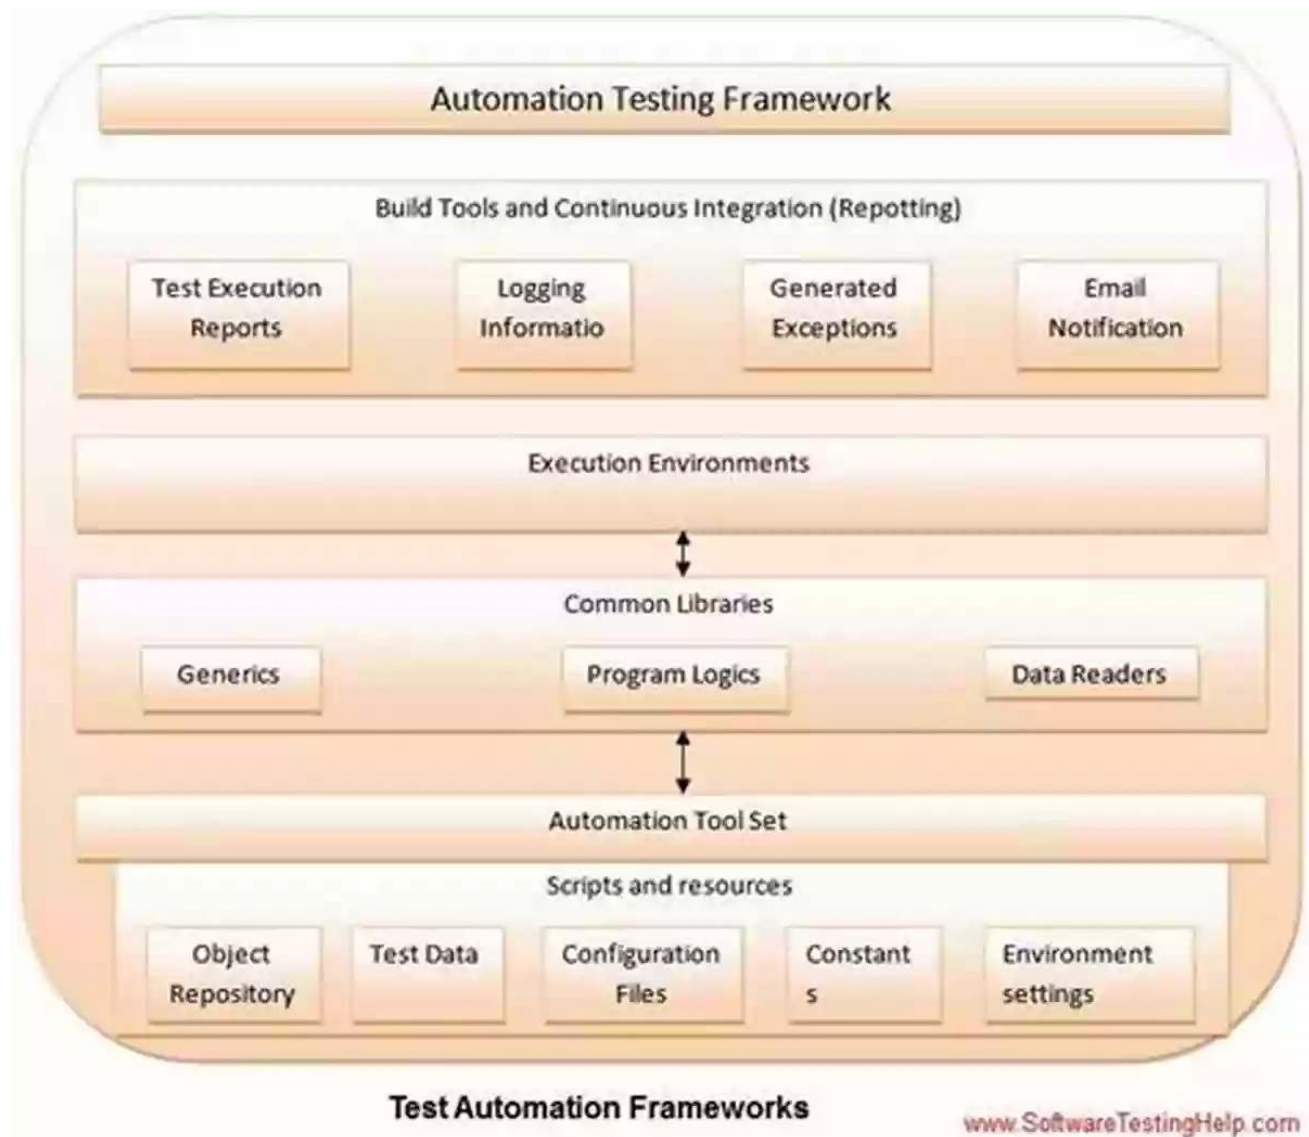 Automation Testing Framework
Build Tools and Continuous Integration (Repotting)
Test Execution
Reports
Logging
Informatio
Generated
Exceptions
Email
Notification
Execution Environments
Common Libraries
Generics
Program Logics
Data Readers
Automation Tool Set
Scripts and resources
Object
Repository
Test Data
Configuration
Files
Constant
s
Environment
settings
Test Automation Frameworks
www.SoftwareTestingHelp.com